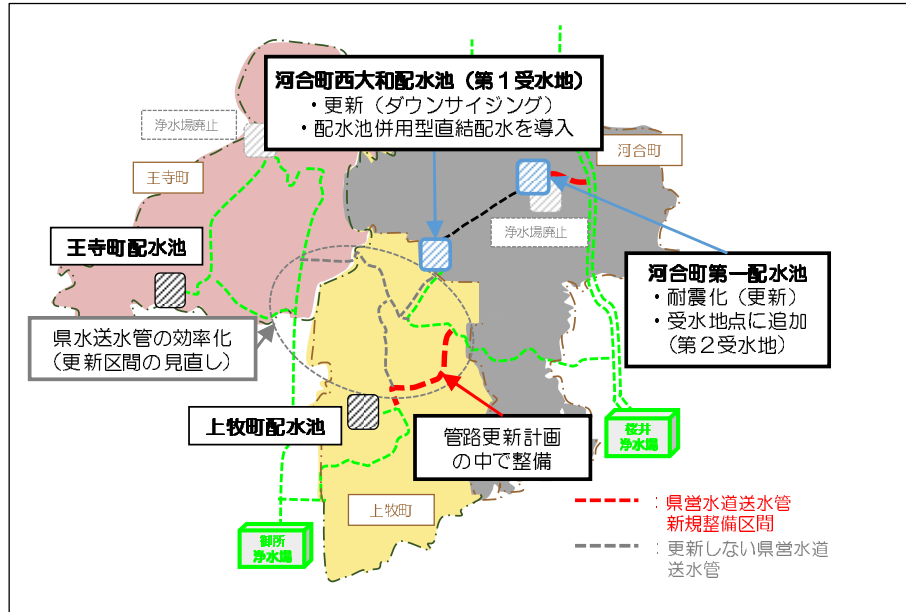 河合町西大和配水池（第１受水地）
・更新（ダウンサイジング）
・配水池併用型直結配水を導入
浄水場廃止
王寺町
河合町
浄水場廃止
王寺町配水池
河合町第一配水池
・耐震化（更新）
・受水地点に追加
（第２受水地）
県水送水管の効率化
（更新区間の見直し）
上牧町配水池
管路更新計画
の中で整備
桜井
浄水場
上牧町
御所
浄水場
：県営水道送水管
新規整備区間
：更新しない県営水道
送水管